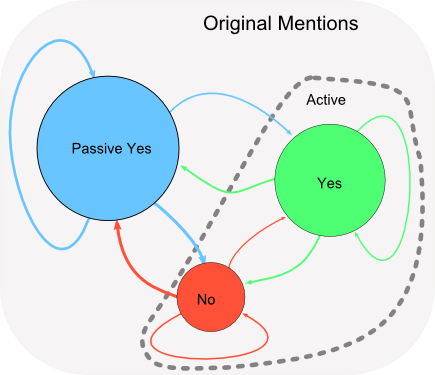 Original Mentions
Active
Passive Yes
Yes
No